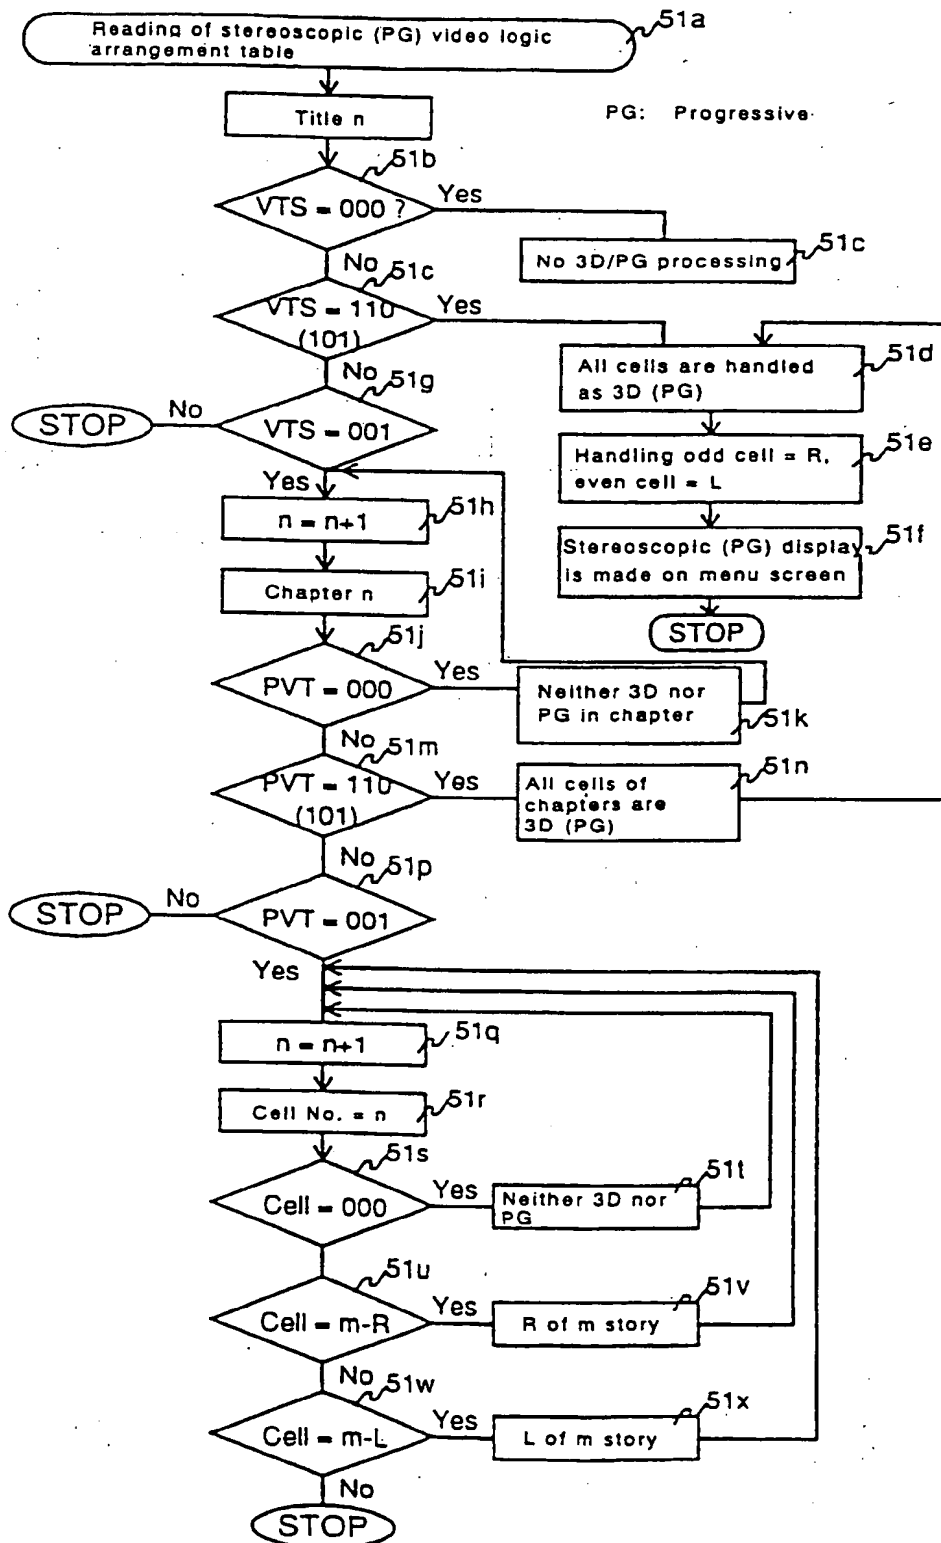 51a
Reading of stereoscopic (PG) video logic
arrangement table
Title n
PG: Progressive
51b
VTS = 000 ?
Yes
51c
No 3D/PG processing
No
51c
VTS = 110
(101)
Yes
51d
All cells are handled
as 3D (PG)
No
51g
STOP
No
VTS = 001
51e
Handling odd cell = R,
even cell = L
Yes
51h
n = n+1
51f
Stereoscopic (PG) display
is made on menu screen
51i
Chapter n
STOP
51j
PVT = 000
Yes
Neither 3D nor
PG in chapter
51k
No
51m
PVT = 110
(101)
Yes
51n
All cells of
chapters are
3D (PG)
No
51p
STOP
No
PVT = 001
Yes
51q
n = n+1
51r
Cell No. = n
51s
Cell = 000
Yes
51t
Neither 3D nor
PG
51u
Cell = m-R
Yes
51v
R of m story
No
51w
Cell = m-L
Yes
51x
L of m story
No
STOP